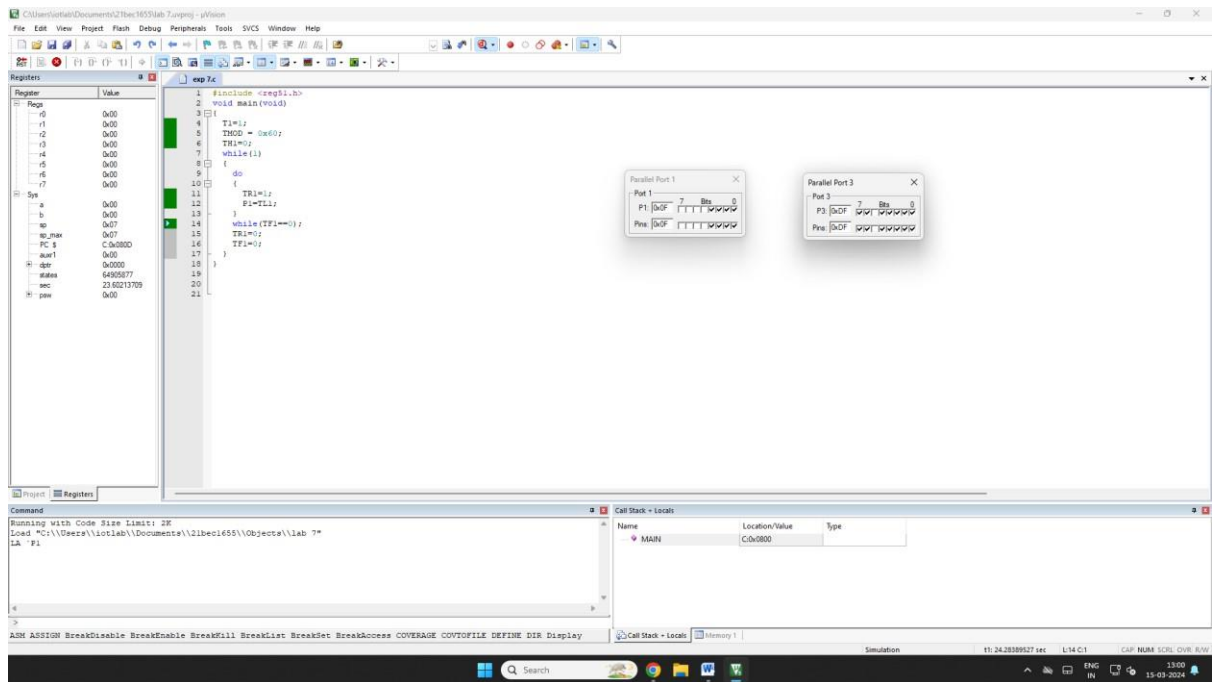 C:\Users\iotlab\Documents\21bec1655\lab 7.uvproj - µVision
File Edit View Project Flash Debug Peripherals Tools SVCS Window Help
Registers
Register Value
Regs
r0 0x00
r1 0x00
r2 0x00
r3 0x00
r4 0x00
r5 0x00
r6 0x00
r7 0x00
Sys
a 0x00
b 0x00
sp 0x07
sp_max 0x07
PC $ C:0x080D
auxr1 0x00
dptr 0x0000
states 64905877
sec 23.60213709
psw 0x00
Project Registers
exp 7.c
1 #include <reg51.h>
2 void main(void)
3 {
4 T1=1;
5 TMOD = 0x60;
6 TH1=0;
7 while(1)
8 {
9 do
10 {
11 TR1=1;
12 P1=TL1;
13 }
14 while(TF1==0);
15 TR1=0;
16 TF1=0;
17 }
18 }
19
20
21
Parallel Port 1
Port 1
7 Bits 0
P1: 0x0F
Pins: 0x0F
Parallel Port 3
Port 3
7 Bits 0
P3: 0xDF
Pins: 0xDF
Command
Running with Code Size Limit: 2K
Load "C:\\Users\\iotlab\\Documents\\21bec1655\\Objects\\lab 7"
LA `P1
>
ASM ASSIGN BreakDisable BreakEnable BreakKill BreakList BreakSet BreakAccess COVERAGE COVTOFILE DEFINE DIR Display
Call Stack + Locals
Name Location/Value Type
MAIN C:0x0800
Call Stack + Locals Memory 1
Simulation t1: 24.28389527 sec L:14 C:1 CAP NUM SCRL OVR R/W
Search
ENG
IN
13:00
15-03-2024